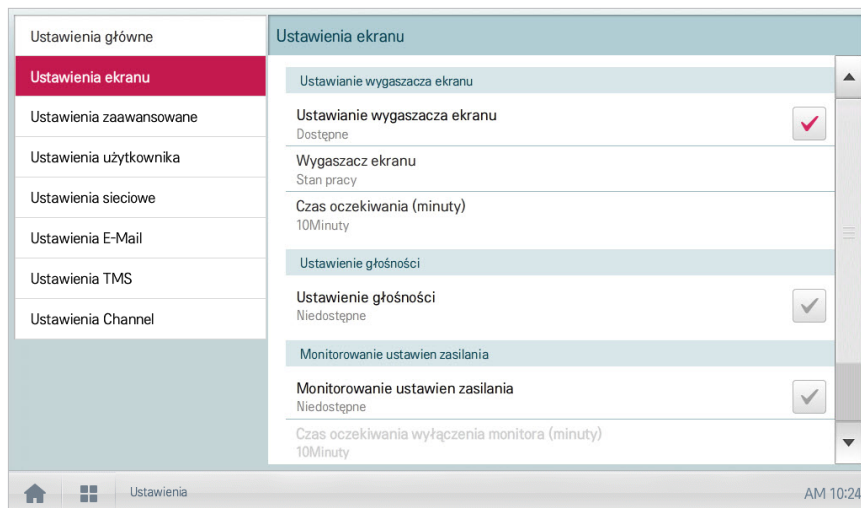 Ustawienia główne
Ustawienia ekranu
Ustawienia zaawansowane
Ustawienia użytkownika
Ustawienia sieciowe
Ustawienia E-Mail
Ustawienia TMS
Ustawienia Channel
Ustawienia ekranu
Ustawianie wygaszacza ekranu
Ustawianie wygaszacza ekranu
Dostępne
Wygaszacz ekranu
Stan pracy
Czas oczekiwania (minuty)
10Minuty
Ustawienie głośności
Ustawienie głośności
Niedostępne
Monitorowanie ustawien zasilania
Monitorowanie ustawien zasilania
Niedostępne
Czas oczekiwania wyłączenia monitora (minuty)
10Minuty
Ustawienia
AM 10:24